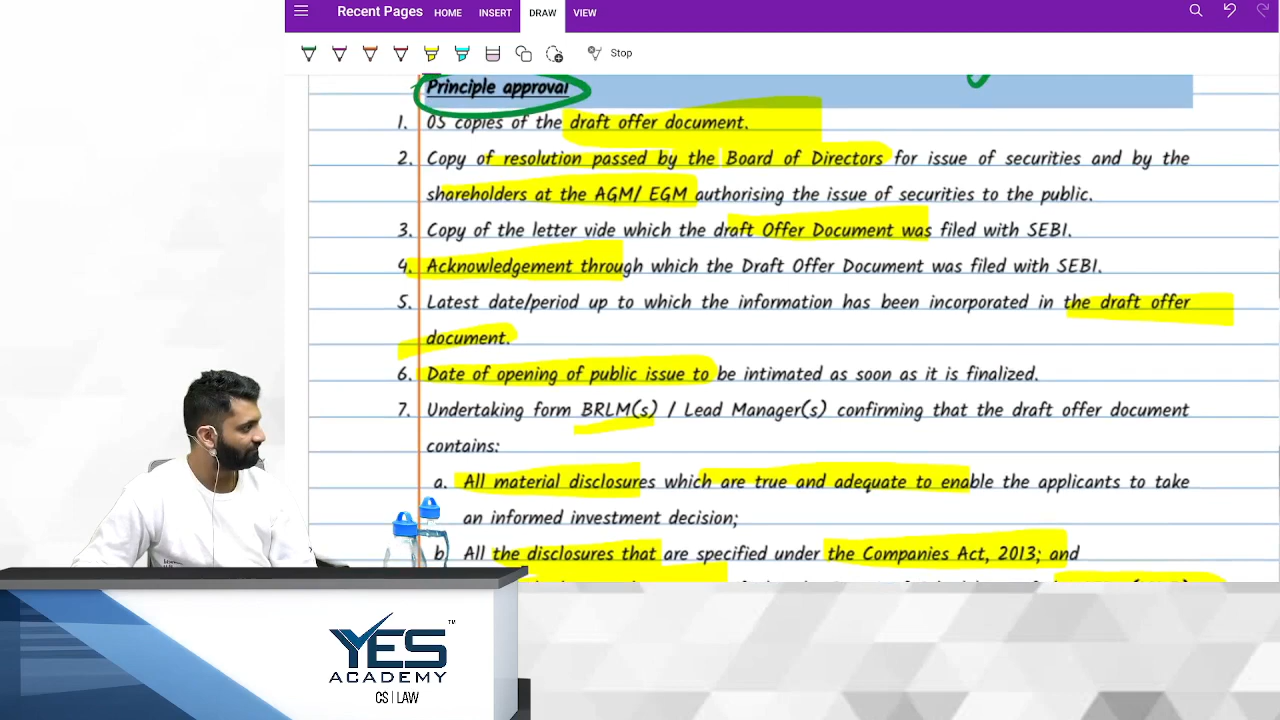 Recent Pages HOME INSERT DRAW VIEW
Stop
Principle approval
1. 05 copies of the draft offer document.
2. Copy of resolution passed by the Board of Directors for issue of securities and by the
shareholders at the AGM/ EGM authorising the issue of securities to the public.
3. Copy of the letter vide which the draft Offer Document was filed with SEBI.
4. Acknowledgement through which the Draft Offer Document was filed with SEBI.
5. Latest date/period up to which the information has been incorporated in the draft offer
document.
6. Date of opening of public issue to be intimated as soon as it is finalized.
7. Undertaking form BRLM(s) / Lead Manager(s) confirming that the draft offer document
contains:
a. All material disclosures which are true and adequate to enable the applicants to take
an informed investment decision;
b All the disclosures that are specified under the Companies Act, 2013; and
YES
ACADEMY
CS | LAW
TM